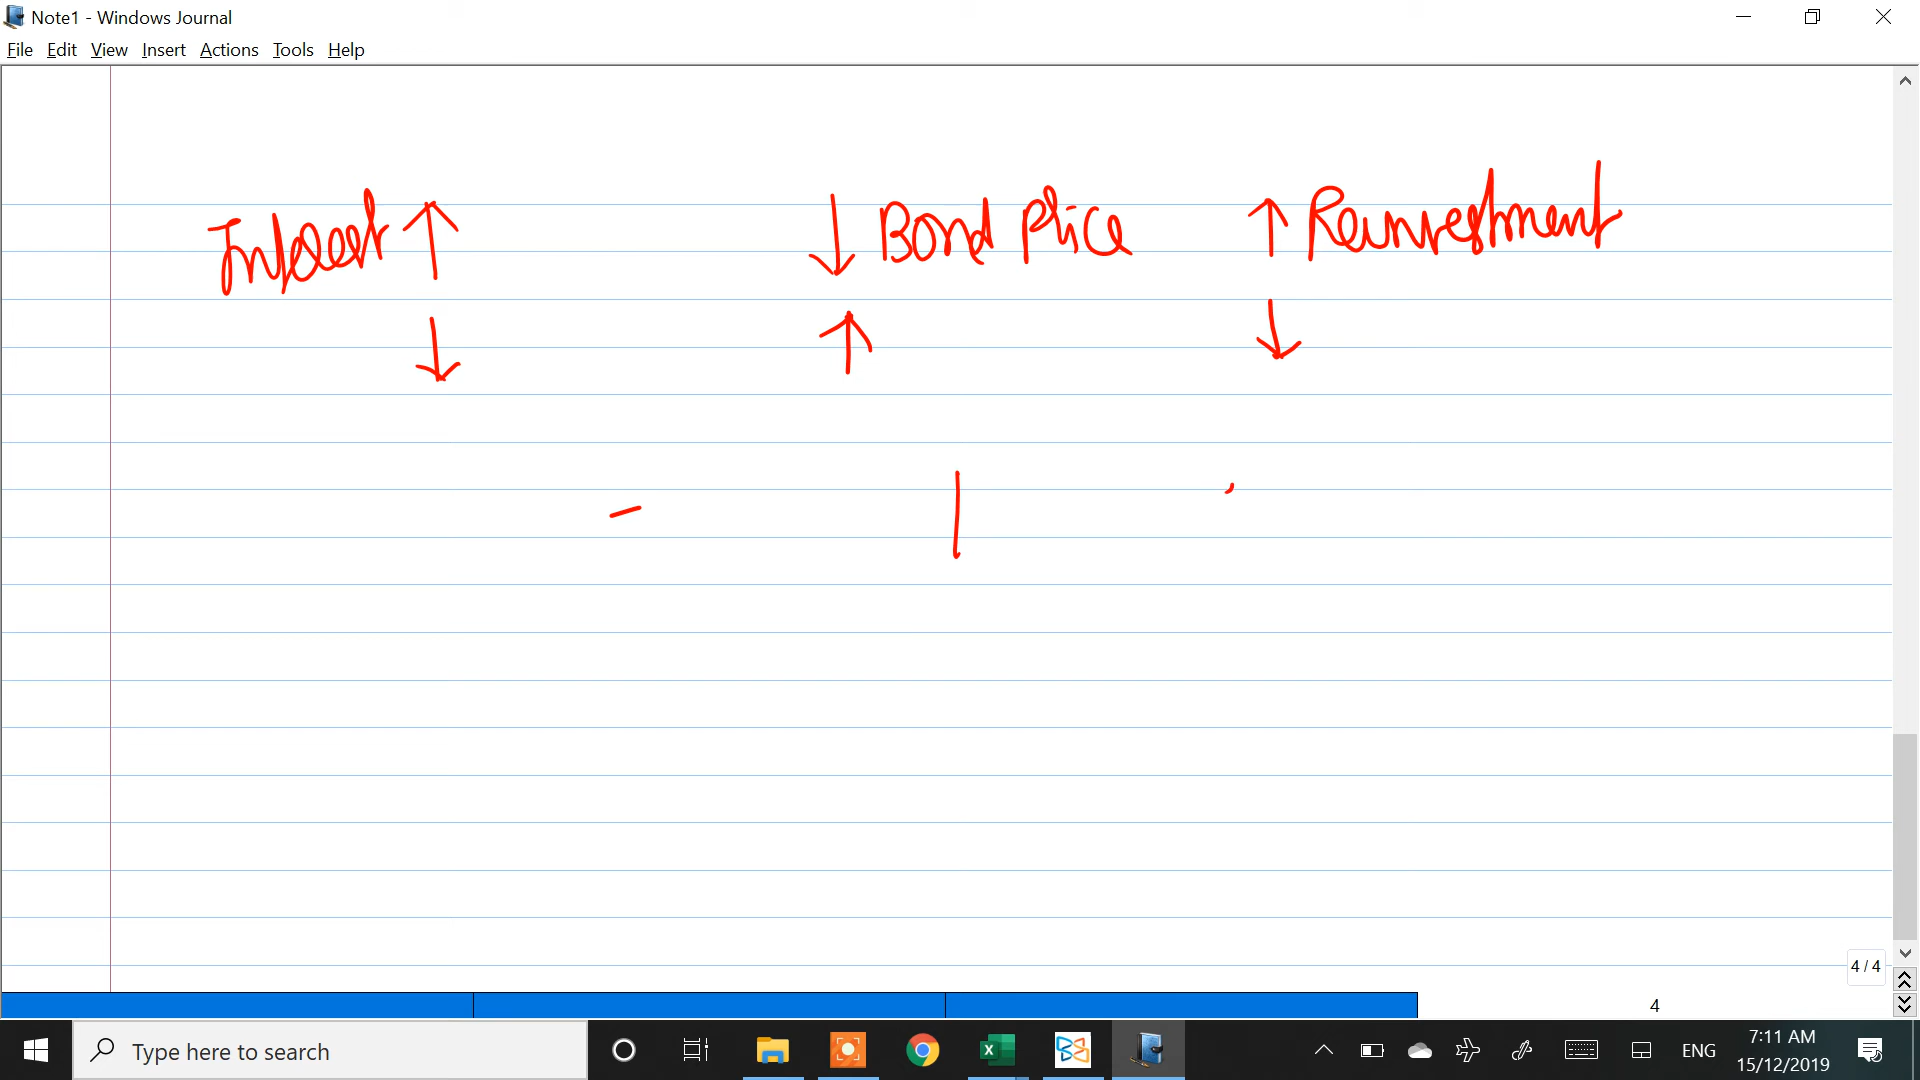 Note1 - Windows Journal
File Edit View Insert Actions Tools Help
Interest ↑ ↓ Bond Price ↑ Reinvestment
↓ ↑ ↓
4 / 4
4
Type here to search
ENG
7:11 AM
15/12/2019